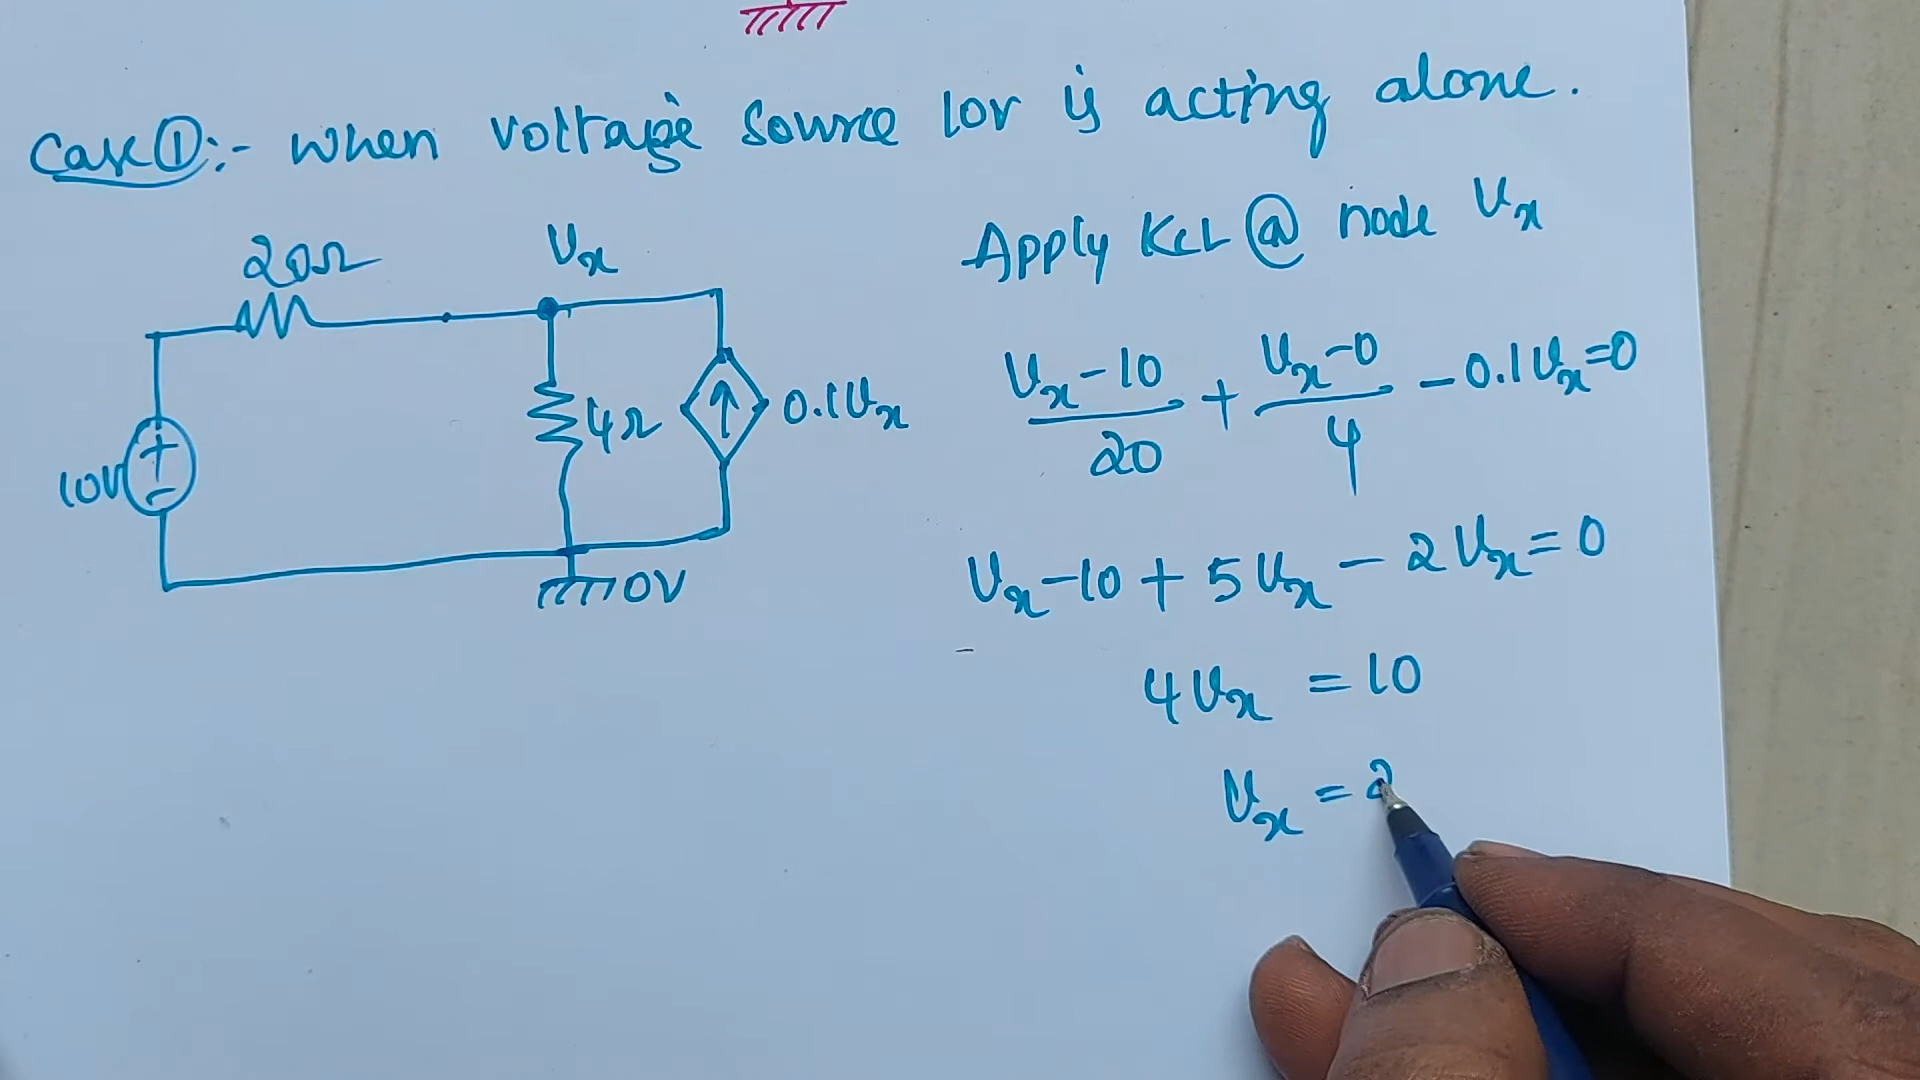 Case ①:- When voltage source 10V is acting alone.
20Ω
Vx
10V
+
-
4Ω
0.1Vx
0V
Apply KCL @ node Vx
(Vx-10)/20 + (Vx-0)/4 - 0.1Vx=0
Vx-10 + 5Vx - 2Vx = 0
4Vx = 10
Vx = 2